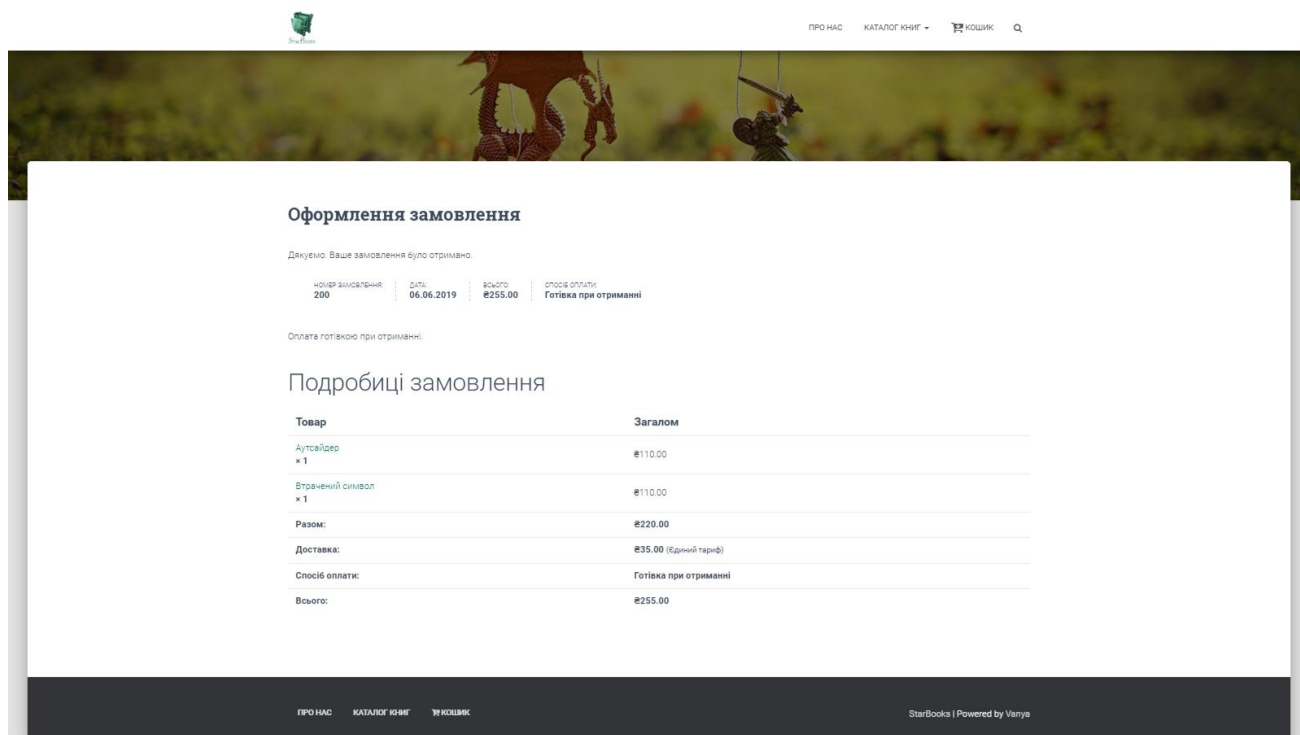 StarBooks
ПРО НАС КАТАЛОГ КНИГ КОШИК
Оформлення замовлення
Дякуємо. Ваше замовлення було отримано.
НОМЕР ЗАМОВЛЕННЯ: ДАТА: ВСЬОГО: СПОСІБ ОПЛАТИ:
200 06.06.2019 ₴255.00 Готівка при отриманні
Оплата готівкою при отриманні.
Подробиці замовлення
Товар Загалом
Аутсайдер
× 1 ₴110.00
Втрачений символ
× 1 ₴110.00
Разом: ₴220.00
Доставка: ₴35.00 (Єдиний тариф)
Спосіб оплати: Готівка при отриманні
Всього: ₴255.00
ПРО НАС КАТАЛОГ КНИГ КОШИК
StarBooks | Powered by Vanya